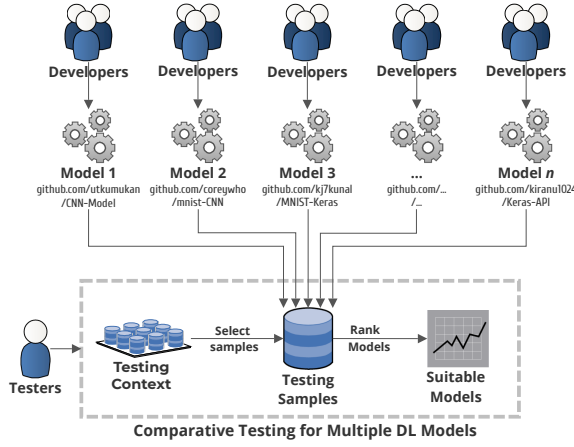 Developers Developers Developers Developers Developers
Model 1 Model 2 Model 3 ... Model n
github.com/utkumukan github.com/coreywho github.com/kj7kunal github.com/... github.com/kiranu1024
/CNN-Model /mnist-CNN /MNIST-Keras /... /Keras-API
Select
samples
Rank
Models
Testers
Testing
Context
Testing
Samples
Suitable
Models
Comparative Testing for Multiple DL Models